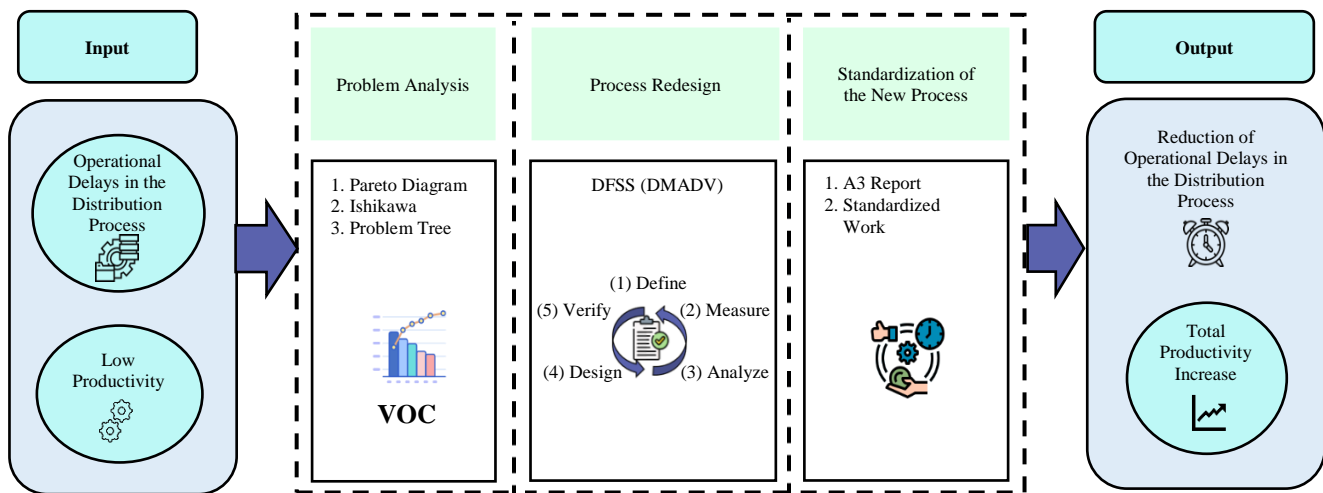 Input
Operational
Delays in the
Distribution
Process
Low
Productivity
Problem Analysis
1. Pareto Diagram
2. Ishikawa
3. Problem Tree
VOC
Process Redesign
DFSS (DMADV)
(1) Define
(5) Verify
(2) Measure
(4) Design
(3) Analyze
Standardization of
the New Process
1. A3 Report
2. Standardized
Work
Output
Reduction of
Operational Delays in
the Distribution
Process
Total
Productivity
Increase